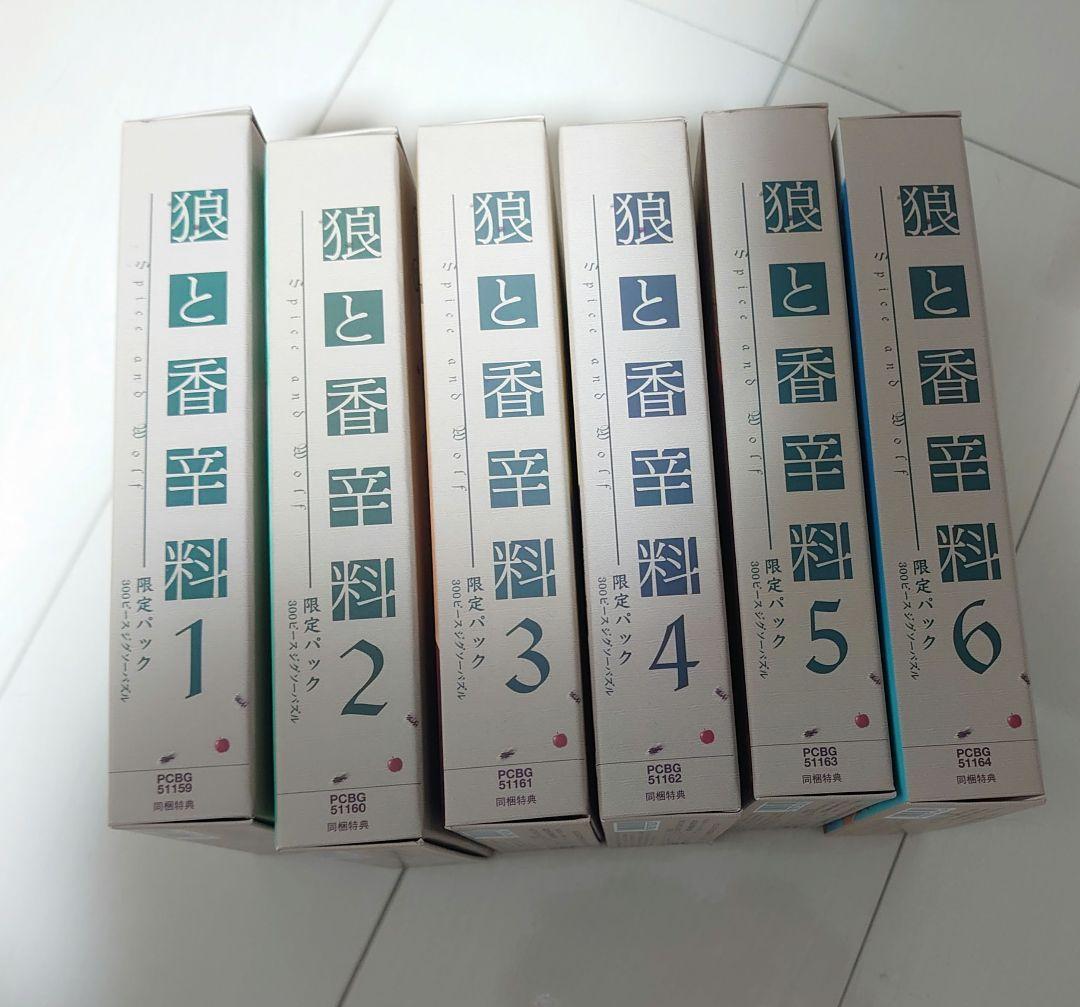 狼と香辛料
Spice and Wolf
限定パック
300ピース ジグソーパズル
1
PCBG
51159
同梱特典
狼と香辛料
Spice and Wolf
限定パック
300ピース ジグソーパズル
2
PCBG
51160
同梱特典
狼と香辛料
Spice and Wolf
限定パック
300ピース ジグソーパズル
3
PCBG
51161
同梱特典
狼と香辛料
Spice and Wolf
限定パック
300ピース ジグソーパズル
4
PCBG
51162
同梱特典
狼と香辛料
Spice and Wolf
限定パック
300ピース ジグソーパズル
5
PCBG
51163
同梱特典
狼と香辛料
Spice and Wolf
限定パック
300ピース ジグソーパズル
6
PCBG
51164
同梱特典